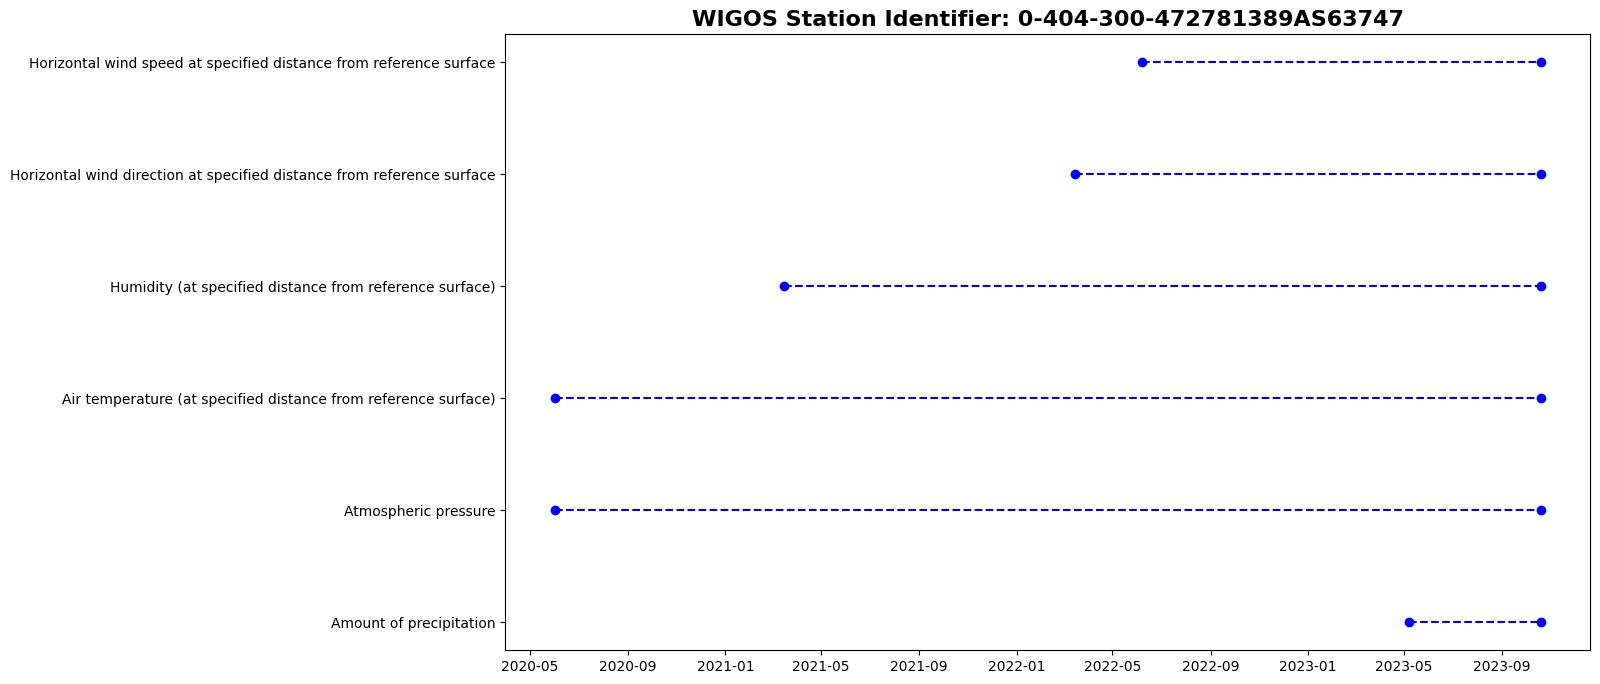 WIGOS Station Identifier: 0-404-300-472781389AS63747
Horizontal wind speed at specified distance from reference surface
Horizontal wind direction at specified distance from reference surface
Humidity (at specified distance from reference surface)
Air temperature (at specified distance from reference surface)
Atmospheric pressure
Amount of precipitation
2020-05 2020-09 2021-01 2021-05 2021-09 2022-01 2022-05 2022-09 2023-01 2023-05 2023-09